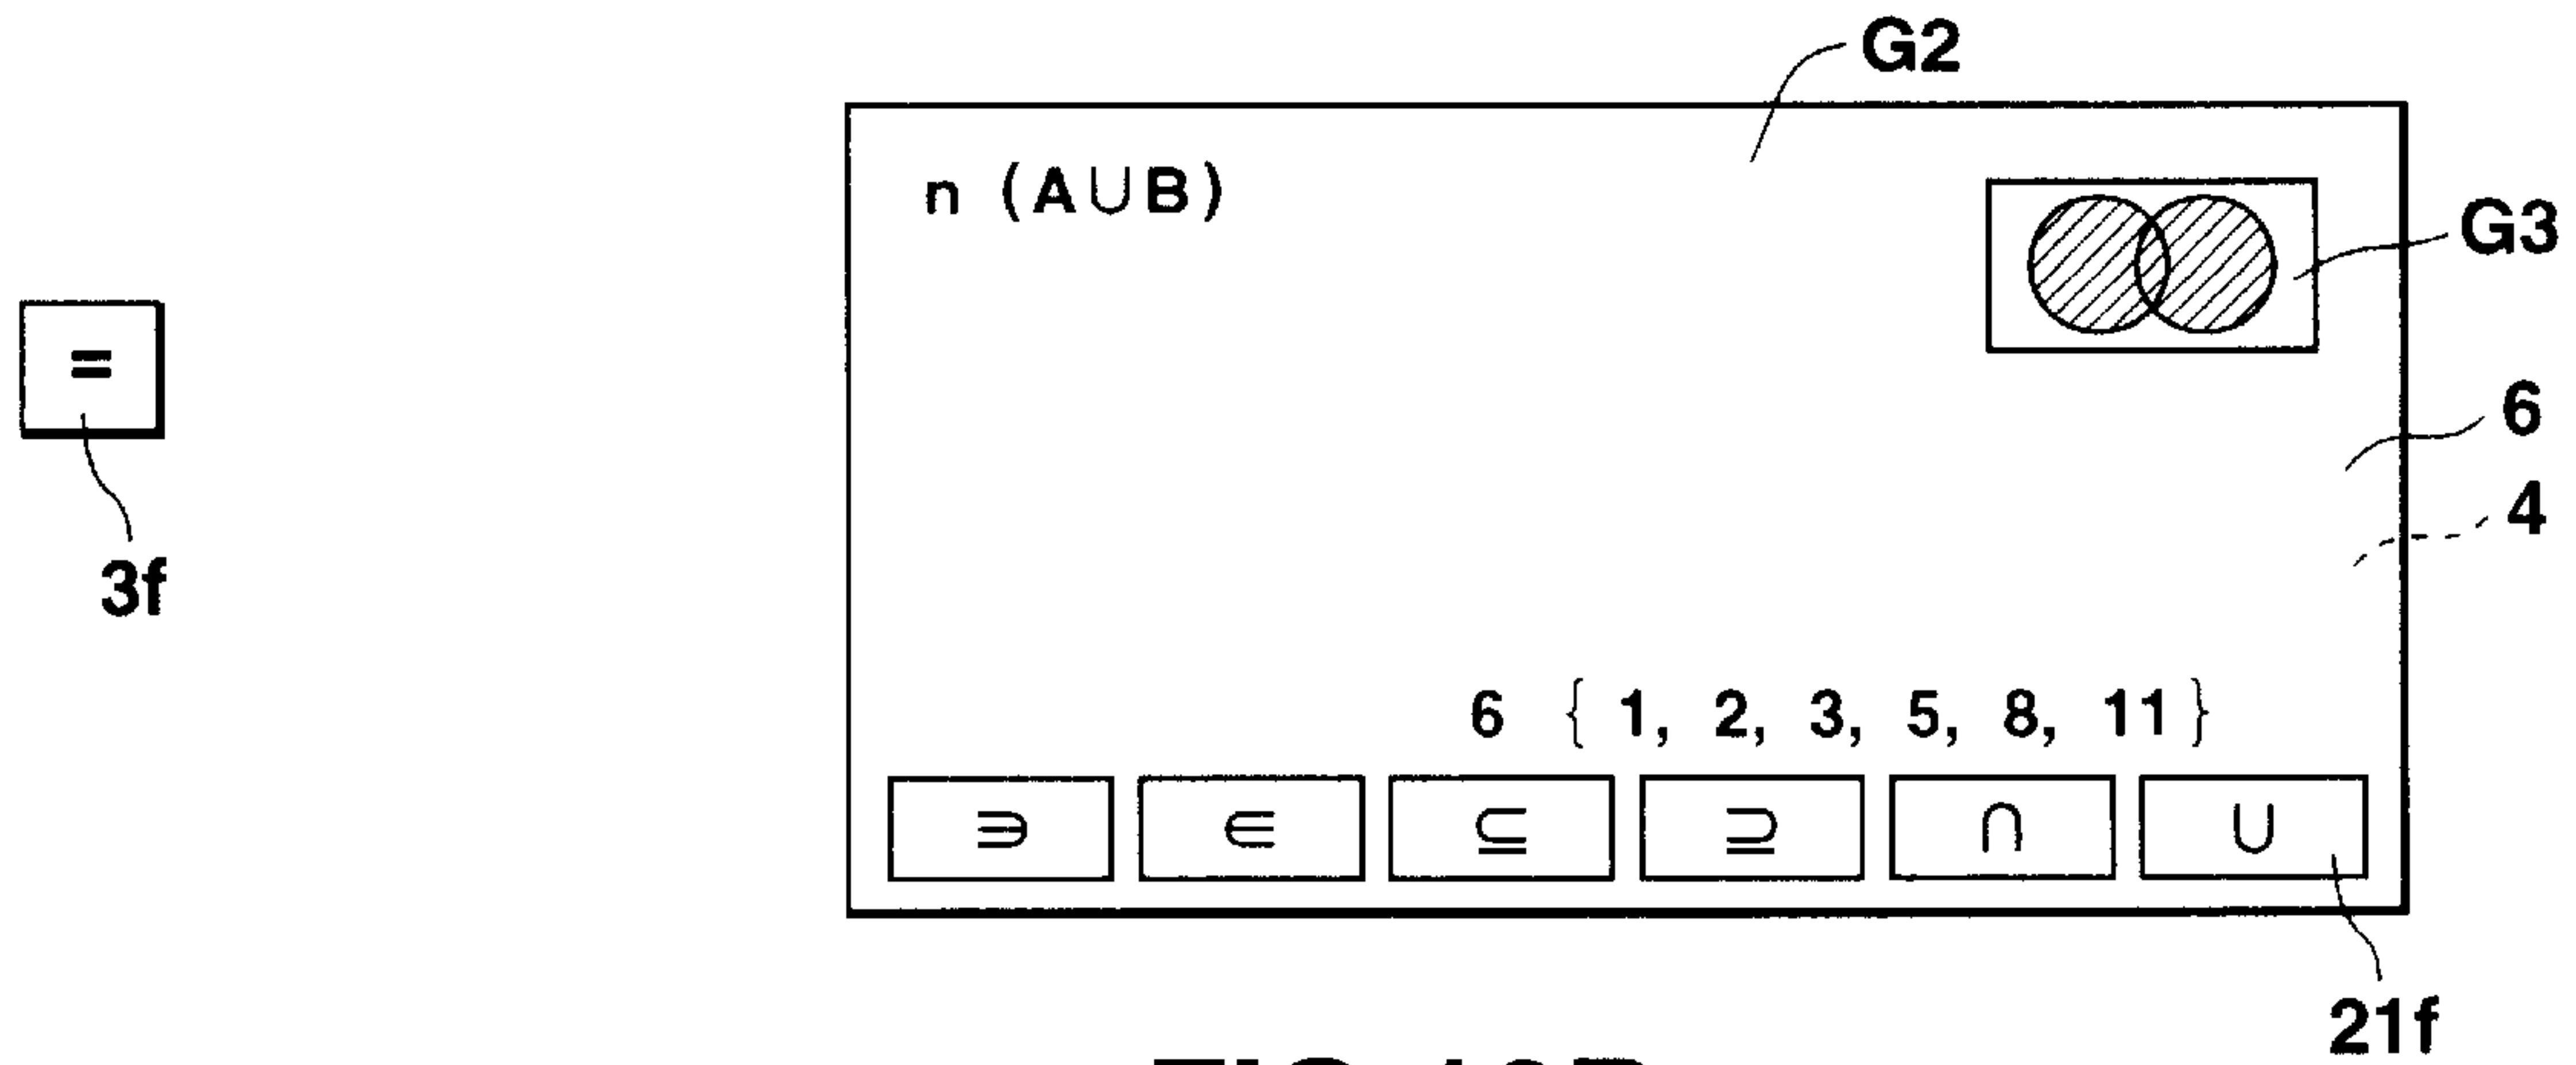 G2
n (A∪B)
G3
=
6
4
3f
6 { 1, 2, 3, 5, 8, 11 }
∋ ∈ ⊆ ⊇ ∩ ∪
21f